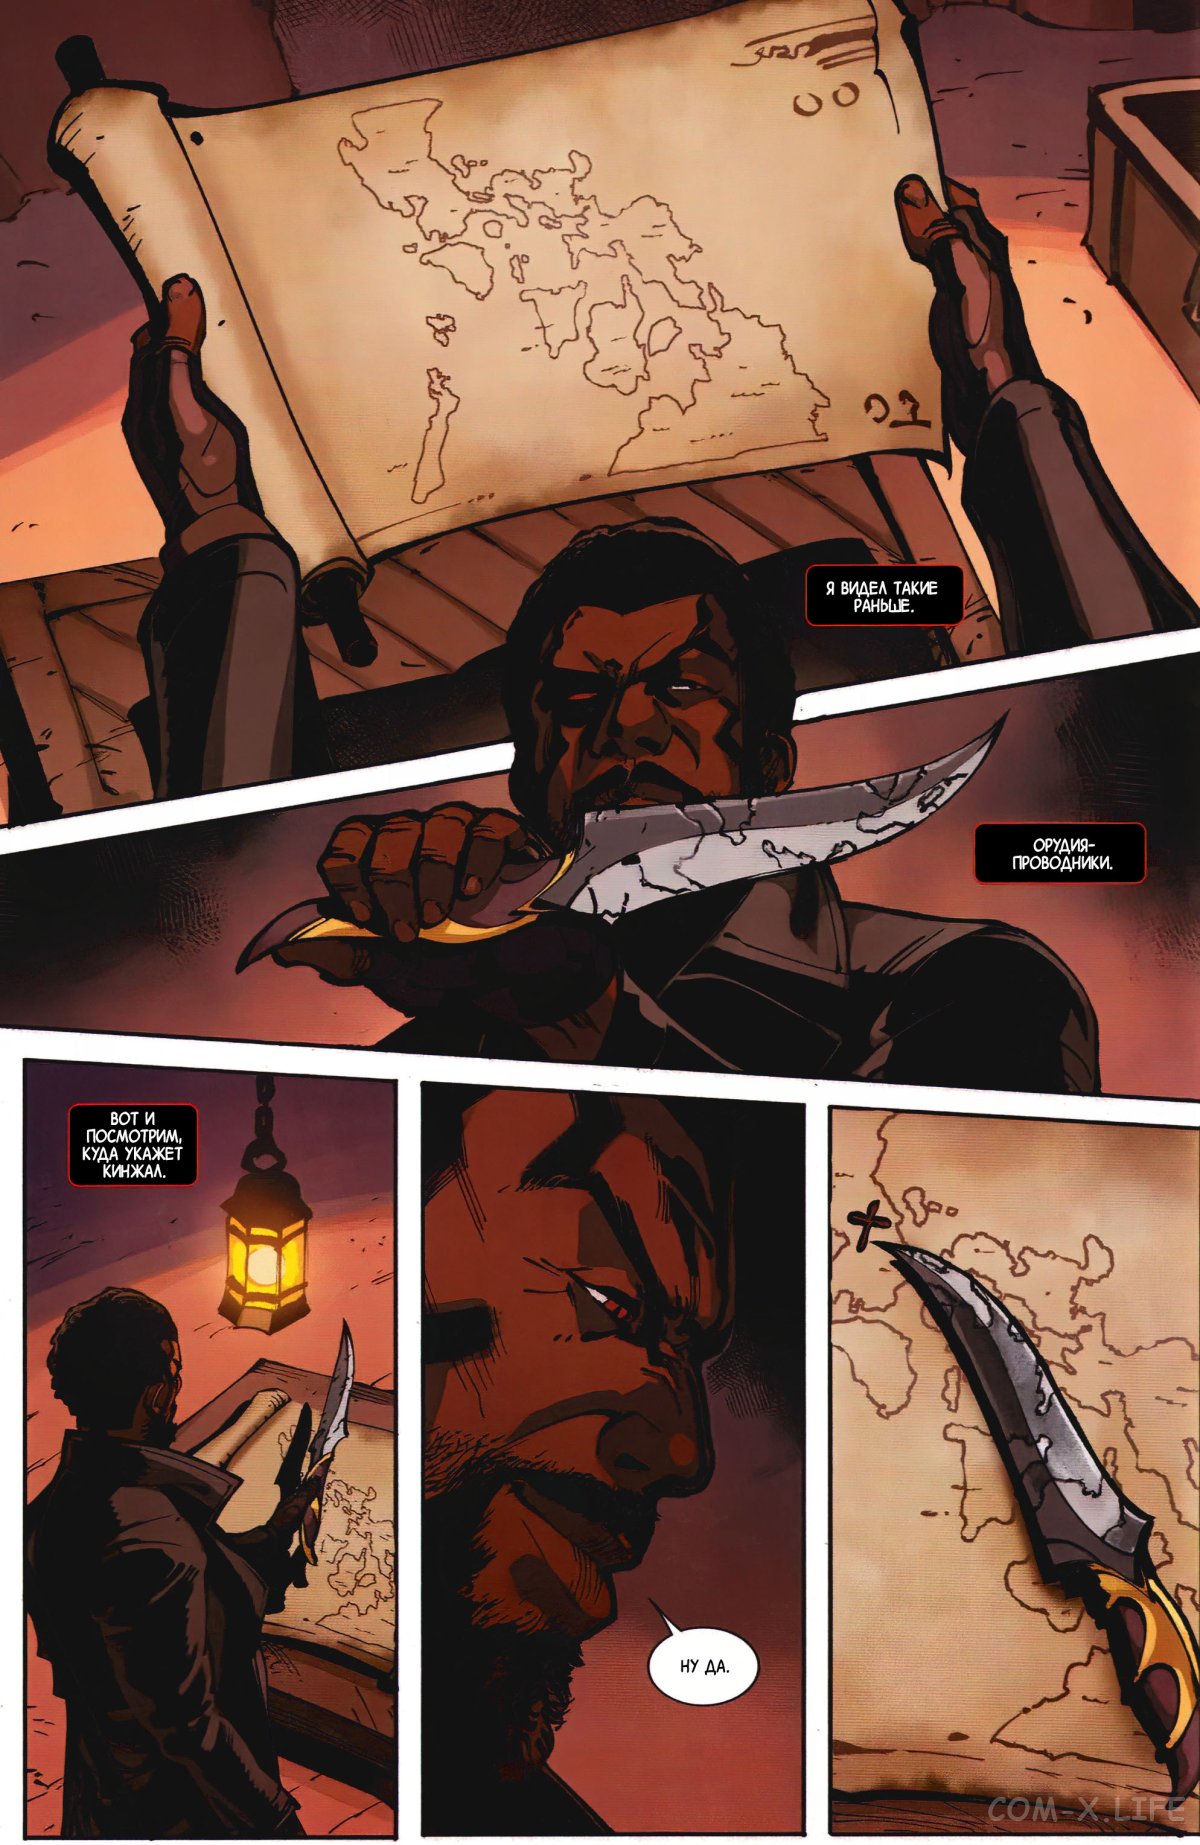 Я ВИДЕЛ ТАКИЕ
РАНЬШЕ.
ОРУДИЯ-
ПРОВОДНИКИ.
ВОТ И
ПОСМОТРИМ,
КУДА УКАЖЕТ
КИНЖАЛ.
НУ ДА.
COM-X.LIFE